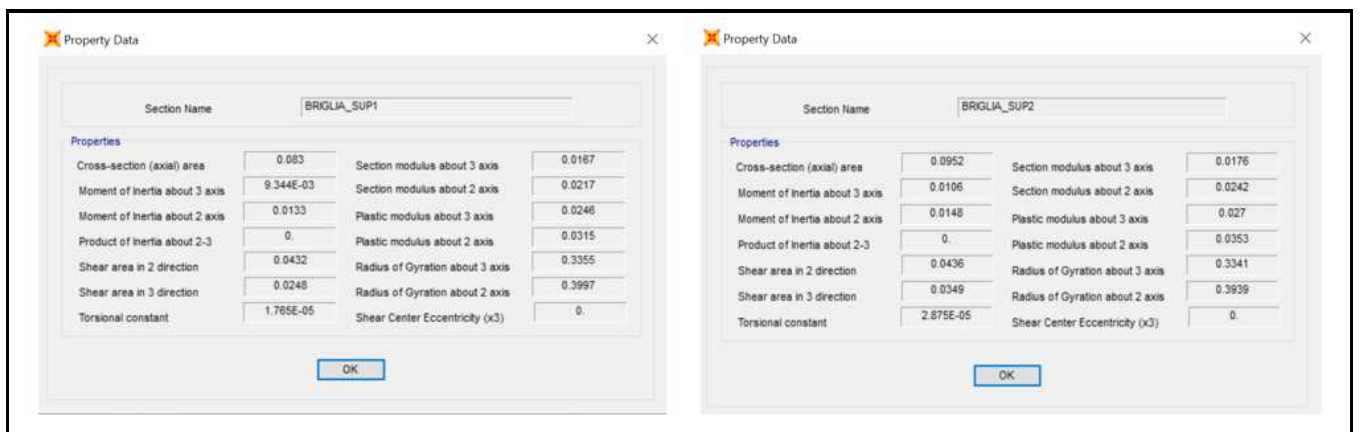 Property Data
Section Name BRIGLIA_SUP1
Properties
Cross-section (axial) area 0.083 Section modulus about 3 axis 0.0167
Moment of Inertia about 3 axis 9.344E-03 Section modulus about 2 axis 0.0217
Moment of Inertia about 2 axis 0.0133 Plastic modulus about 3 axis 0.0246
Product of Inertia about 2-3 0. Plastic modulus about 2 axis 0.0315
Shear area in 2 direction 0.0432 Radius of Gyration about 3 axis 0.3355
Shear area in 3 direction 0.0248 Radius of Gyration about 2 axis 0.3997
Torsional constant 1.765E-05 Shear Center Eccentricity (x3) 0.
OK
Property Data
Section Name BRIGLIA_SUP2
Properties
Cross-section (axial) area 0.0952 Section modulus about 3 axis 0.0176
Moment of Inertia about 3 axis 0.0106 Section modulus about 2 axis 0.0242
Moment of Inertia about 2 axis 0.0148 Plastic modulus about 3 axis 0.027
Product of Inertia about 2-3 0. Plastic modulus about 2 axis 0.0353
Shear area in 2 direction 0.0436 Radius of Gyration about 3 axis 0.3341
Shear area in 3 direction 0.0349 Radius of Gyration about 2 axis 0.3939
Torsional constant 2.875E-05 Shear Center Eccentricity (x3) 0.
OK